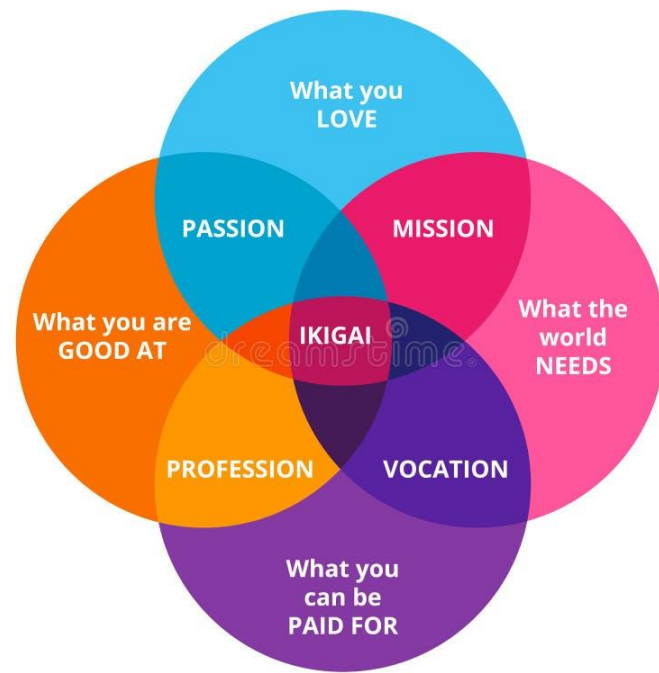 What you
LOVE
PASSION
MISSION
What you are
GOOD AT
IKIGAI
What the
world
NEEDS
dreamstime.
PROFESSION
VOCATION
What you
can be
PAID FOR